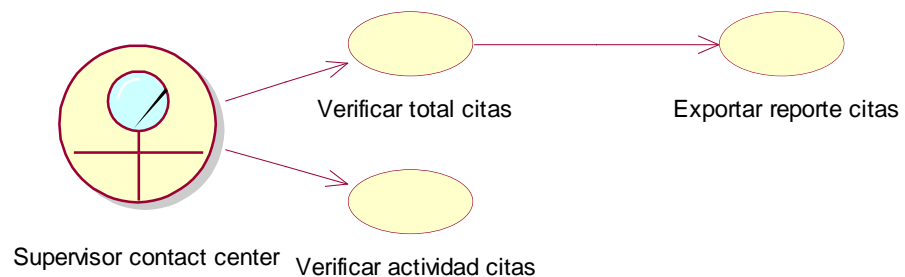 Verificar total citas
Exportar reporte citas
Supervisor contact center
Verificar actividad citas